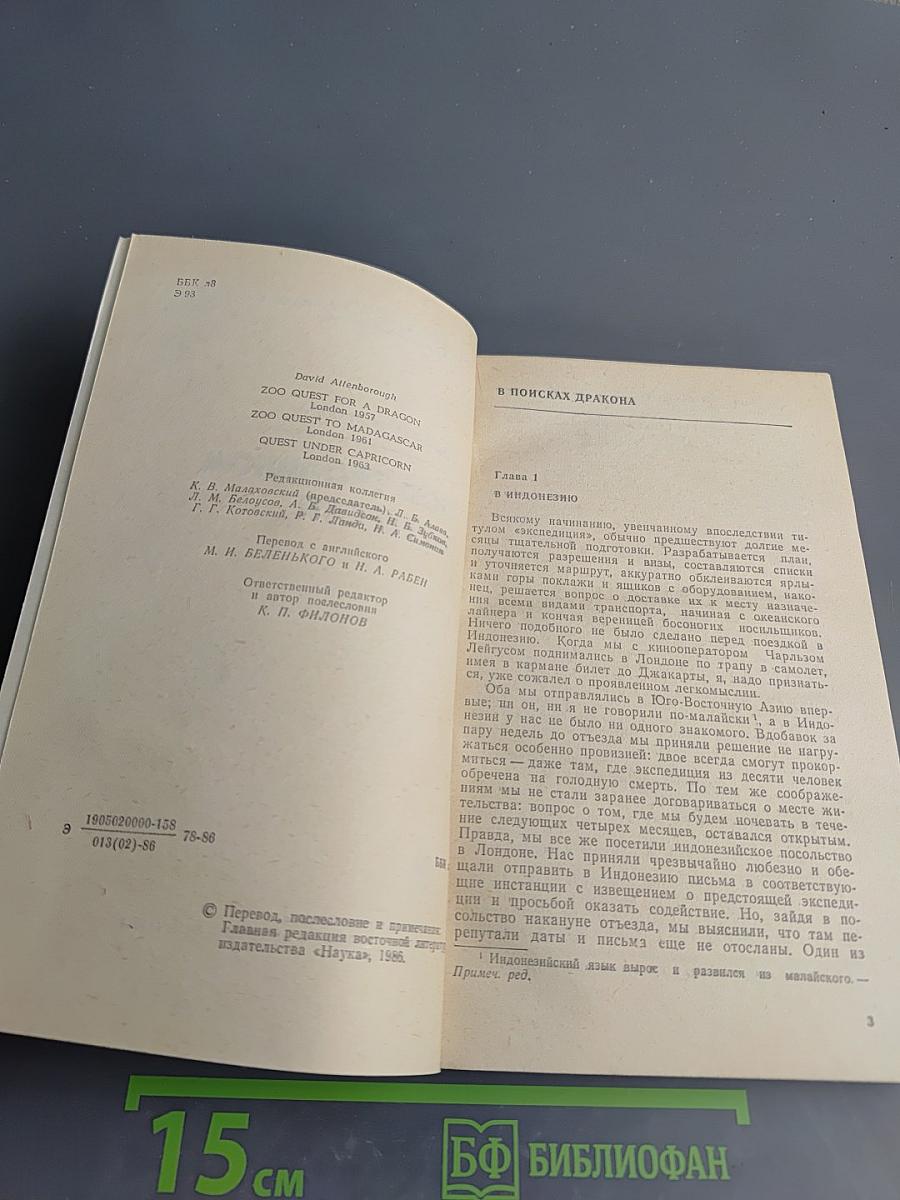 ББК л8
Э 93
David Attenborough
ZOO QUEST FOR A DRAGON
London 1957
ZOO QUEST TO MADAGASCAR
London 1961
QUEST UNDER CAPRICORN
London 1963
Редакционная коллегия
К. В. Малаховский (председатель), Л. Б. Алаев,
Л. М. Белоусов, А. Б. Давидсон, Н. Б. Зубков,
Г. Г. Котовский, Р. Г. Ланда, Н. А. Симония
Перевод с английского
М. И. БЕЛЕНЬКОГО и Н. А. РАБЕН
Ответственный редактор
и автор послесловия
К. П. ФИЛОНОВ
Э 1905020000-158
013(02)-86 78-86
ББК
© Перевод, послесловие и примечания.
Главная редакция восточной
издательства «Наука», 1986.
В ПОИСКАХ ДРАКОНА
Глава 1
В ИНДОНЕЗИЮ
Всякому начинанию, увенчанному впоследствии ти-
тулом «экспедиция», обычно предшествуют долгие ме-
сяцы тщательной подготовки. Разрабатывается план,
получаются разрешения и визы, составляются списки
и уточняется маршрут, аккуратно обклеиваются ярлы-
ками горы поклажи и ящиков с оборудованием, нако-
нец, решается вопрос о доставке их к месту назначе-
ния всеми видами транспорта, начиная с океанского
лайнера и кончая вереницей босоногих носильщиков.
Ничего подобного не было сделано перед поездкой в
Индонезию. Когда мы с кинооператором Чарльзом
Лейгусом поднимались в Лондоне по трапу в самолет,
имея в кармане билет до Джакарты, я, надо признать-
ся, уже сожалел о проявленном легкомыслии.
Оба мы отправлялись в Юго-Восточную Азию впер-
вые; ни он, ни я не говорили по-малайски¹, а в Индо-
незии у нас не было ни одного знакомого. Вдобавок за
пару недель до отъезда мы приняли решение не нагру-
жаться особенно провизией: двое всегда смогут прокор-
миться — даже там, где экспедиция из десяти человек
обречена на голодную смерть. По тем же соображе-
ниям мы не стали заранее договариваться о месте жи-
тельства: вопрос о том, где мы будем ночевать в тече-
ние следующих четырех месяцев, оставался открытым.
Правда, мы все же посетили индонезийское посольство
в Лондоне. Нас приняли чрезвычайно любезно и обе-
щали отправить в Индонезию письма в соответствую-
щие инстанции с извещением о предстоящей экспеди-
ции и просьбой оказать содействие. Но, зайдя в по-
сольство накануне отъезда, мы выяснили, что там пе-
репутали даты и письма еще не отосланы. Один из
¹ Индонезийский язык вырос и развился из малайского. —
Примеч. ред.
3
15 см
БФ БИБЛИОФАН